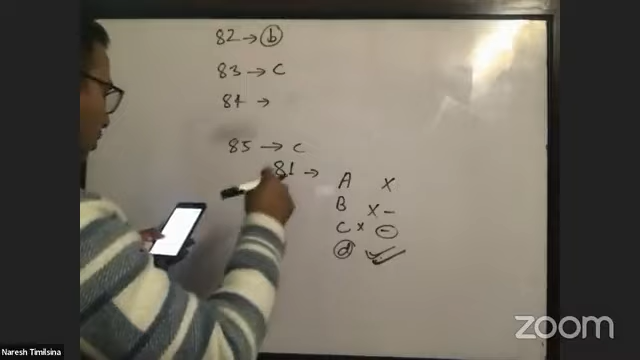 82 → b
83 → C
84 →
85 → C
81 →
A ×
B × -
C × -
d ✓
zoom
Naresh Timilsina